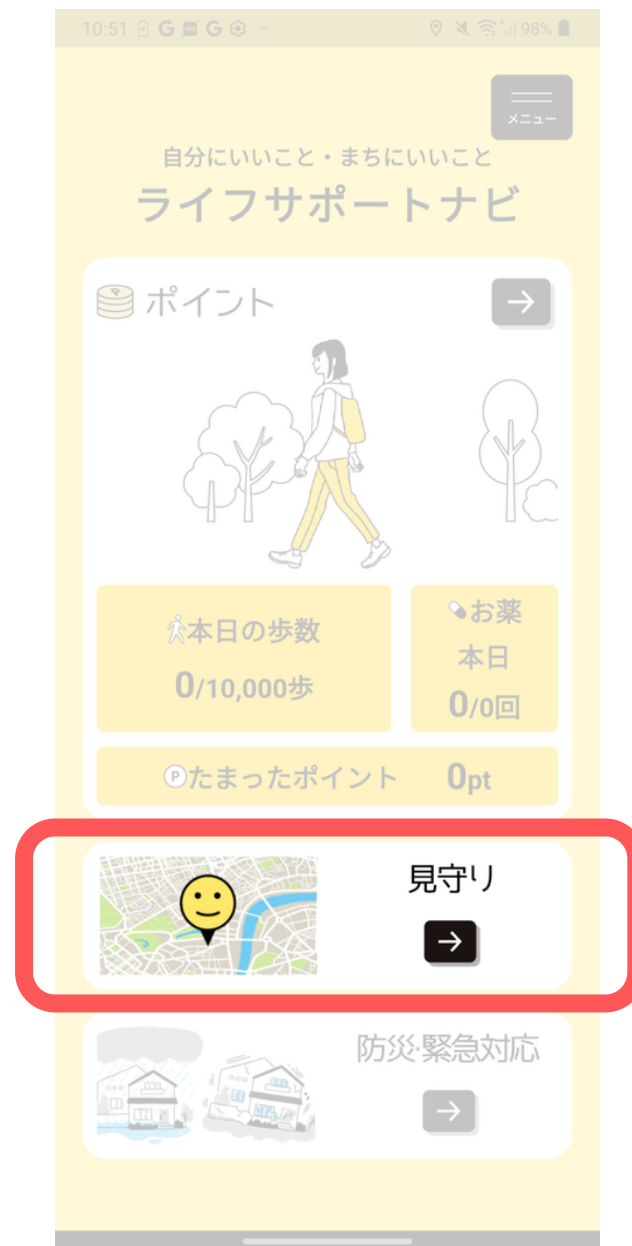 10:51 G G
98%
メニュー
自分にいいこと・まちにいいこと
ライフサポートナビ
ポイント
本日の歩数
0/10,000歩
お薬
本日
0/0回
Pたまったポイント 0pt
見守り
防災・緊急対応